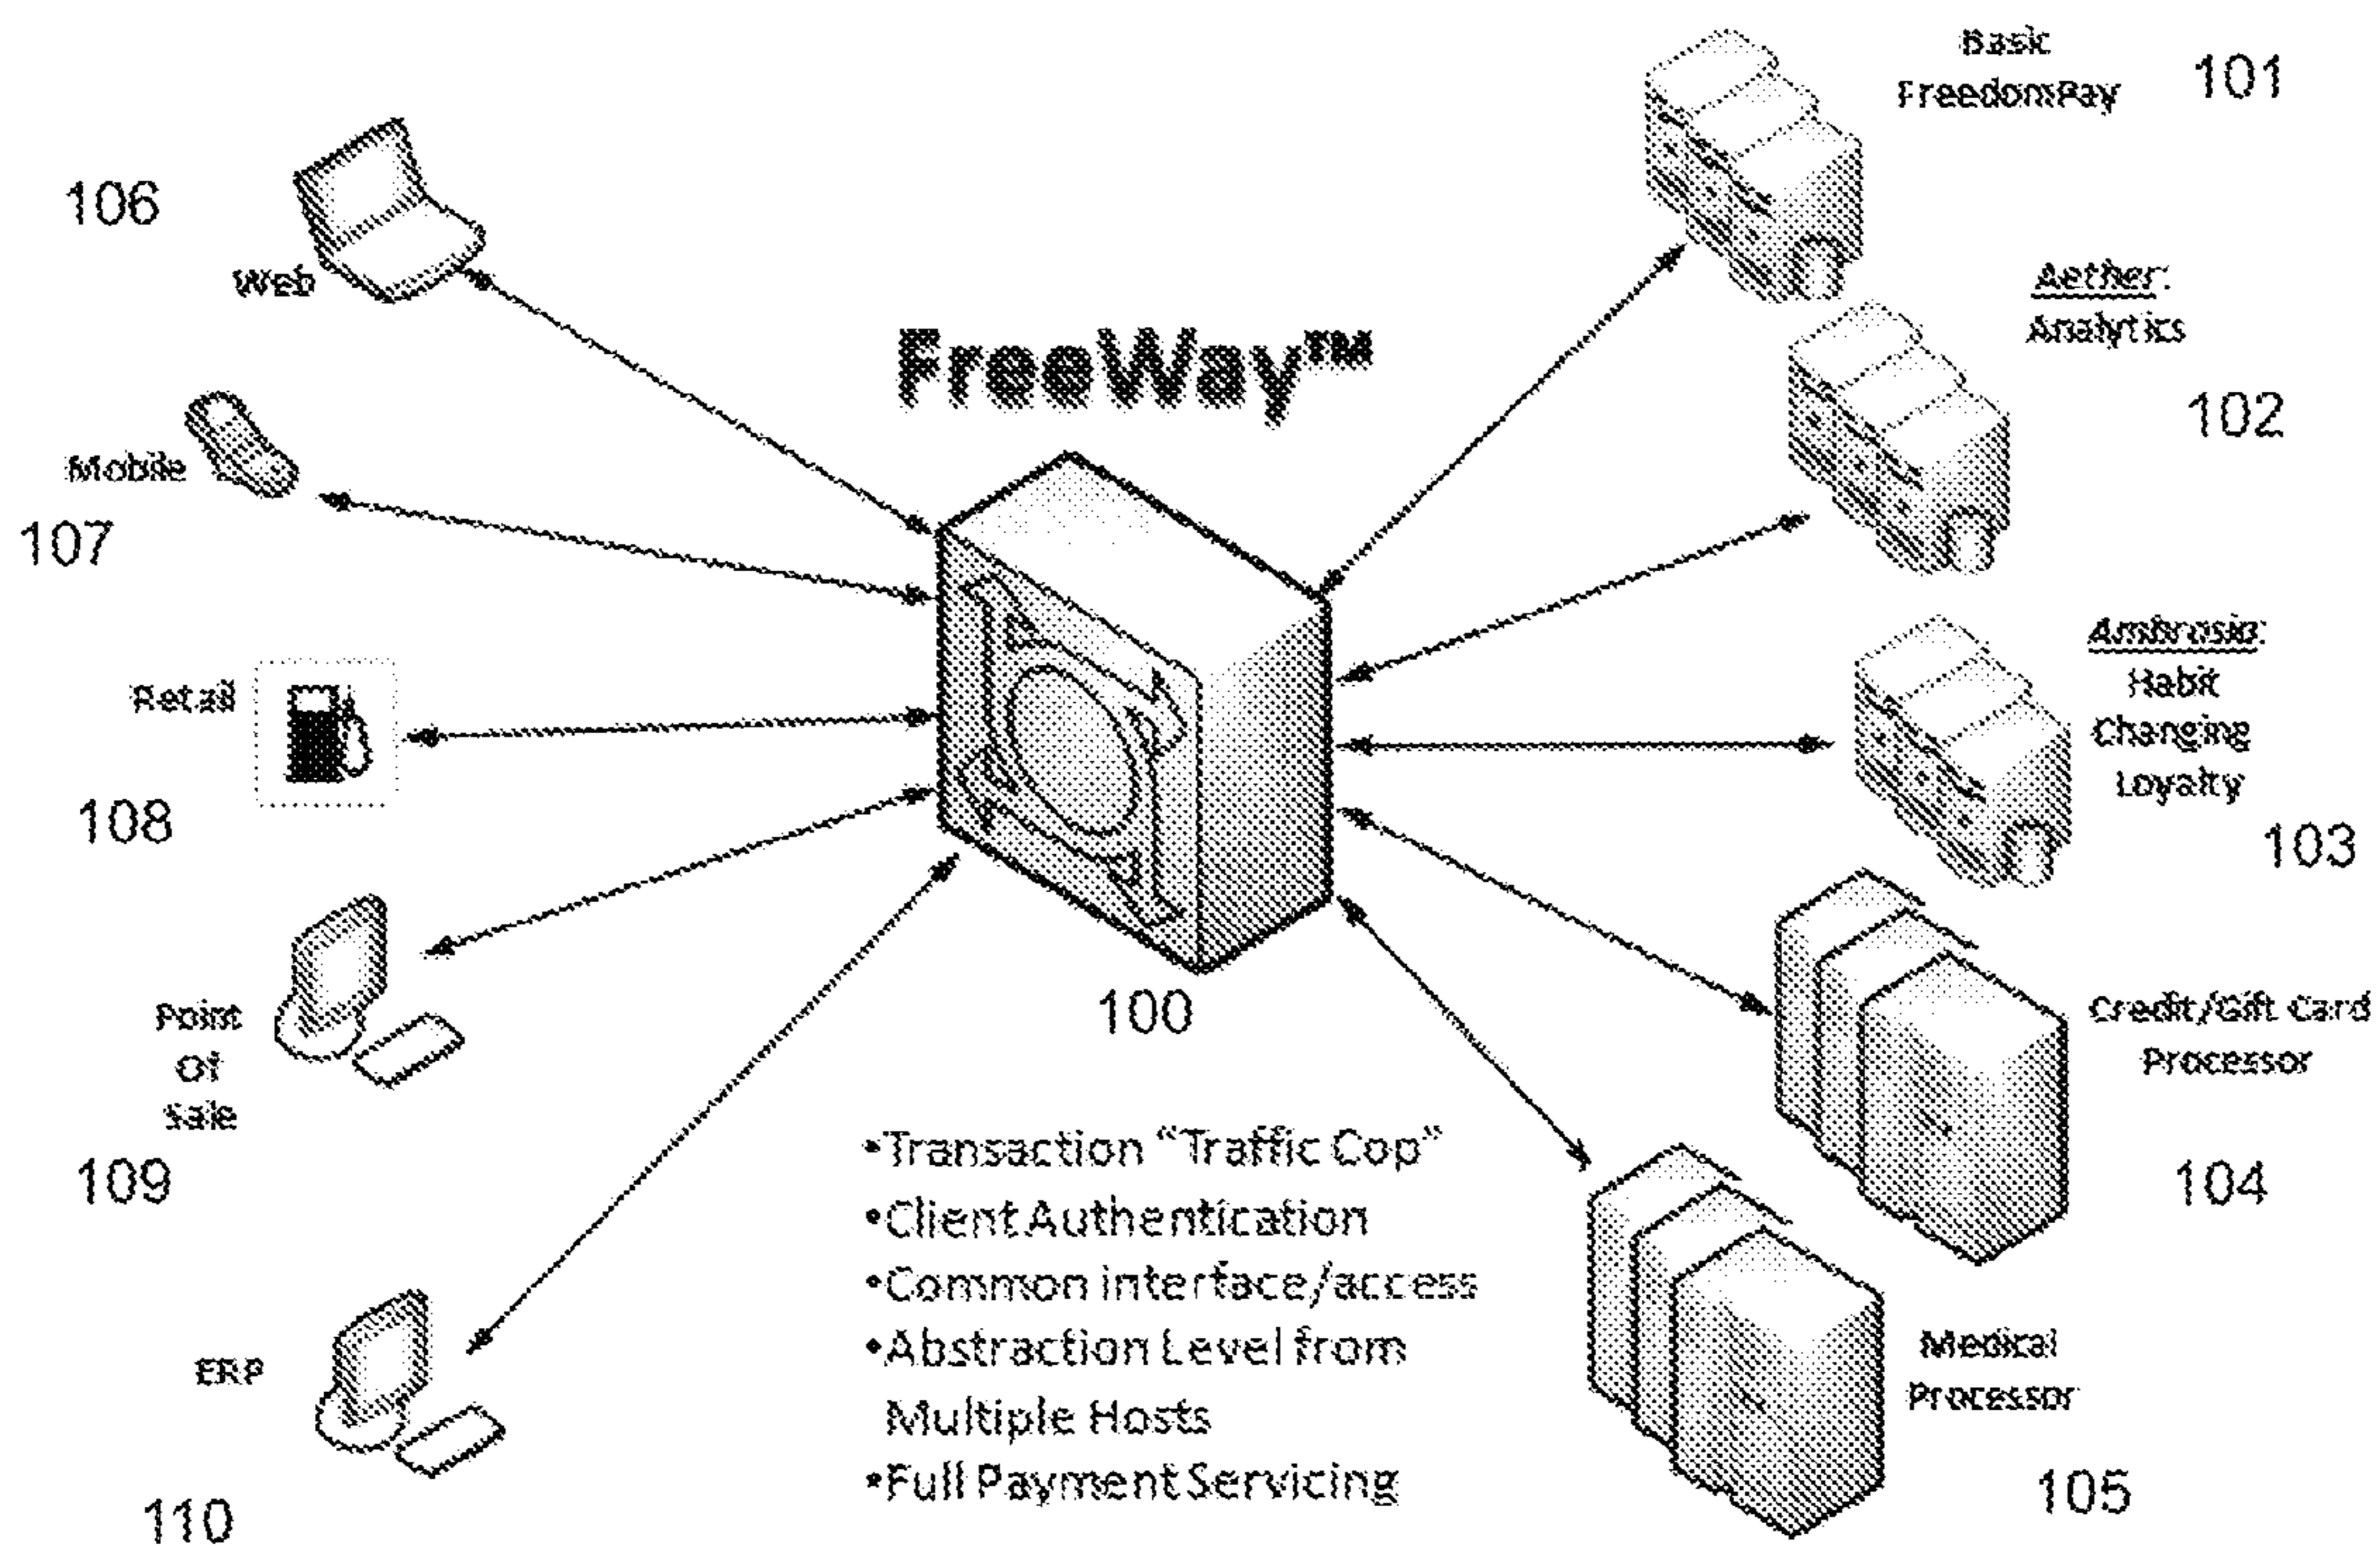 Basic
FreedomPay
101
106
Web
Aether:
Analytics
102
FreeWay™
Mobile
107
Ambrosia:
Habit
Changing
Loyalty
103
Retail
108
Credit/Gift Card
Processor
104
100
Point
Of
Sale
109
•Transaction “Traffic Cop”
•Client Authentication
•Common interface/access
•Abstraction Level from
Multiple Hosts
•Full Payment Servicing
Medical
Processor
105
ERP
110